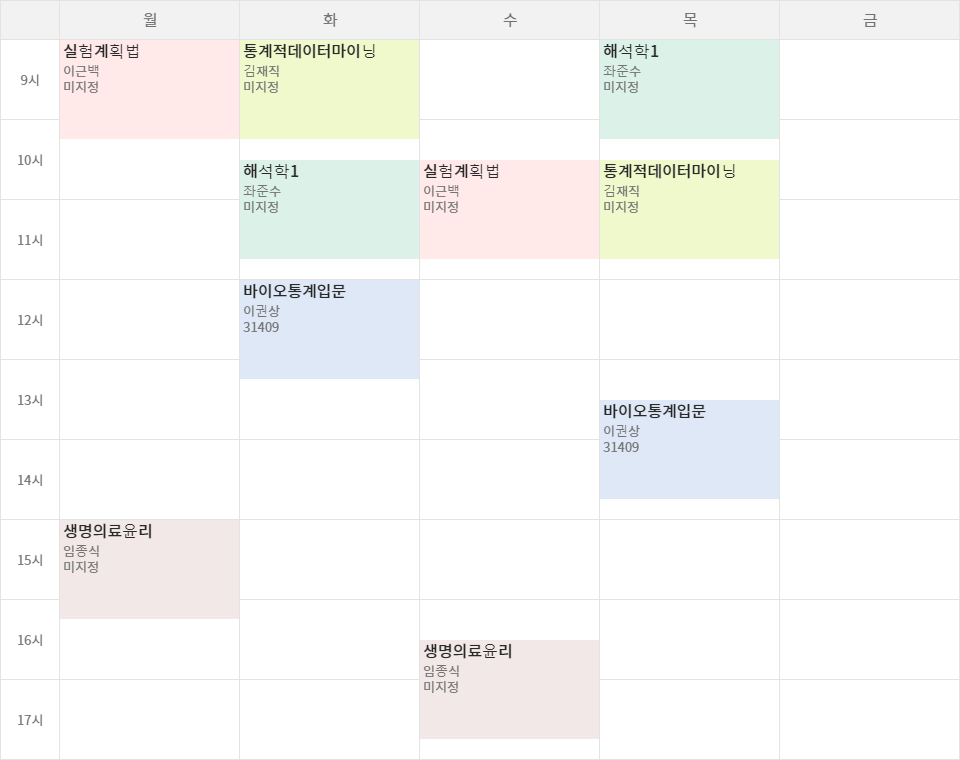 월 화 수 목 금
9시
실험계획법
이근백
미지정
통계적데이터마이닝
김재직
미지정
해석학1
좌준수
미지정
10시
해석학1
좌준수
미지정
실험계획법
이근백
미지정
통계적데이터마이닝
김재직
미지정
11시
12시
바이오통계입문
이권상
31409
13시
바이오통계입문
이권상
31409
14시
15시
생명의료윤리
임종식
미지정
16시
생명의료윤리
임종식
미지정
17시